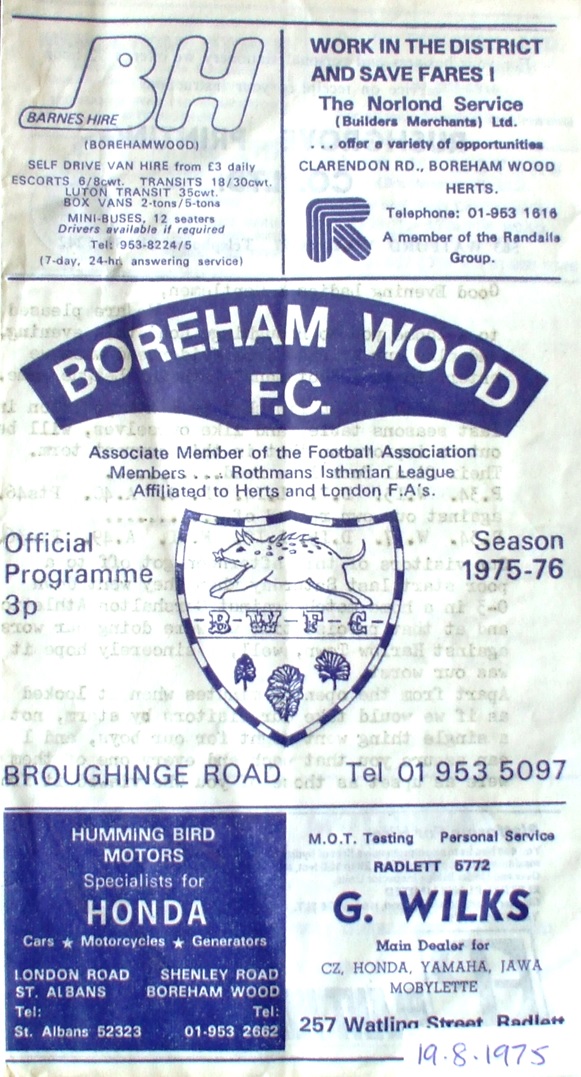 BH
BARNES HIRE
(BOREHAMWOOD)
SELF DRIVE VAN HIRE from £3 daily
ESCORTS 6/8cwt. TRANSITS 18/30cwt.
LUTON TRANSIT 35cwt.
BOX VANS 2-tons/5-tons
MINI-BUSES, 12 seaters
Drivers available if required
Tel: 953-8224/5
(7-day, 24-hr. answering service)
WORK IN THE DISTRICT
AND SAVE FARES !
The Norlond Service
(Builders Merchants) Ltd.
... offer a variety of opportunities
CLARENDON RD., BOREHAM WOOD
HERTS.
Telephone: 01-953 1616
A member of the Randalls
Group.
BOREHAM WOOD
F.C.
Associate Member of the Football Association
Members ... Rothmans Isthmian League
Affiliated to Herts and London F.A's.
Official
Programme
3p
Season
1975-76
-B-W-F-C-
BROUGHINGE ROAD Tel 01 953 5097
HUMMING BIRD
MOTORS
Specialists for
HONDA
Cars ★ Motorcycles ★ Generators
LONDON ROAD SHENLEY ROAD
ST. ALBANS BOREHAM WOOD
Tel: Tel:
St. Albans 52323 01-953 2662
M.O.T. Testing Personal Service
RADLETT 5772
G. WILKS
Main Dealer for
CZ, HONDA, YAMAHA, JAWA
MOBYLETTE
257 Watling Street, Radlett
19.8.1975